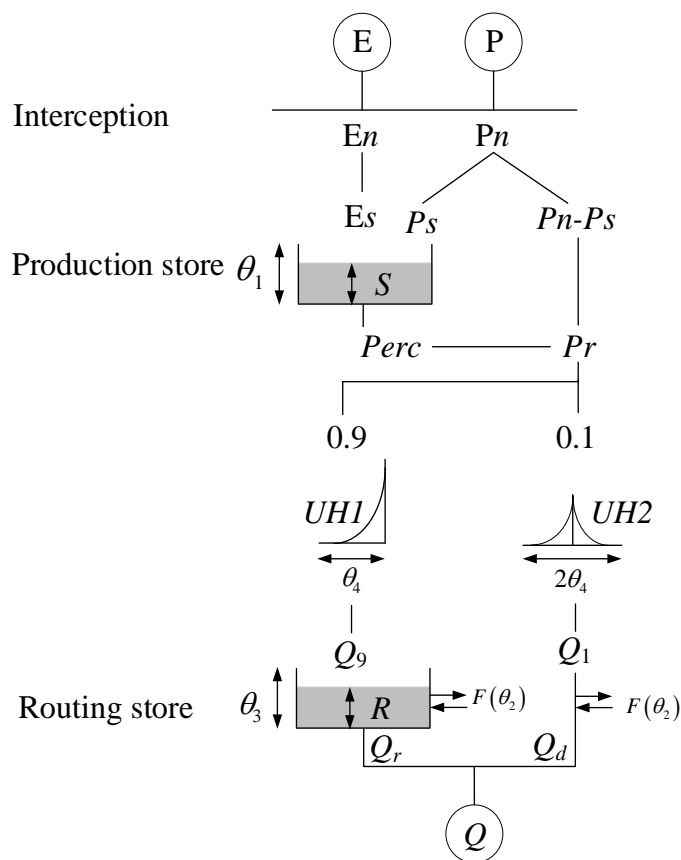 E P
Interception
En Pn
Es Ps Pn-Ps
Production store θ₁ S
Perc Pr
0.9 0.1
UH1 UH2
θ₄ 2θ₄
Q₉ Q₁
Routing store θ₃ R F(θ₂) F(θ₂)
Qᵣ Q_d
Q